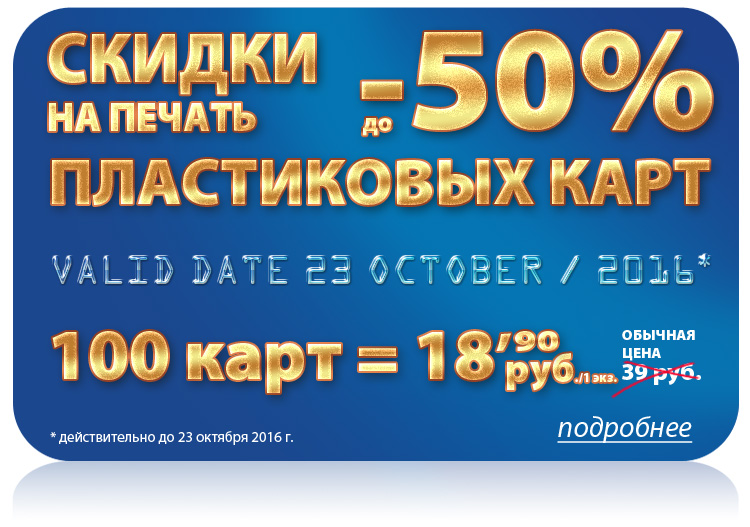 СКИДКИ
НА ПЕЧАТЬ
до -50%
ПЛАСТИКОВЫХ КАРТ
VALID DATE 23 OCTOBER / 2016*
100 карт = 18,90 руб./1 экз.
ОБЫЧНАЯ
ЦЕНА
39 руб.
* действительно до 23 октября 2016 г.
подробнее